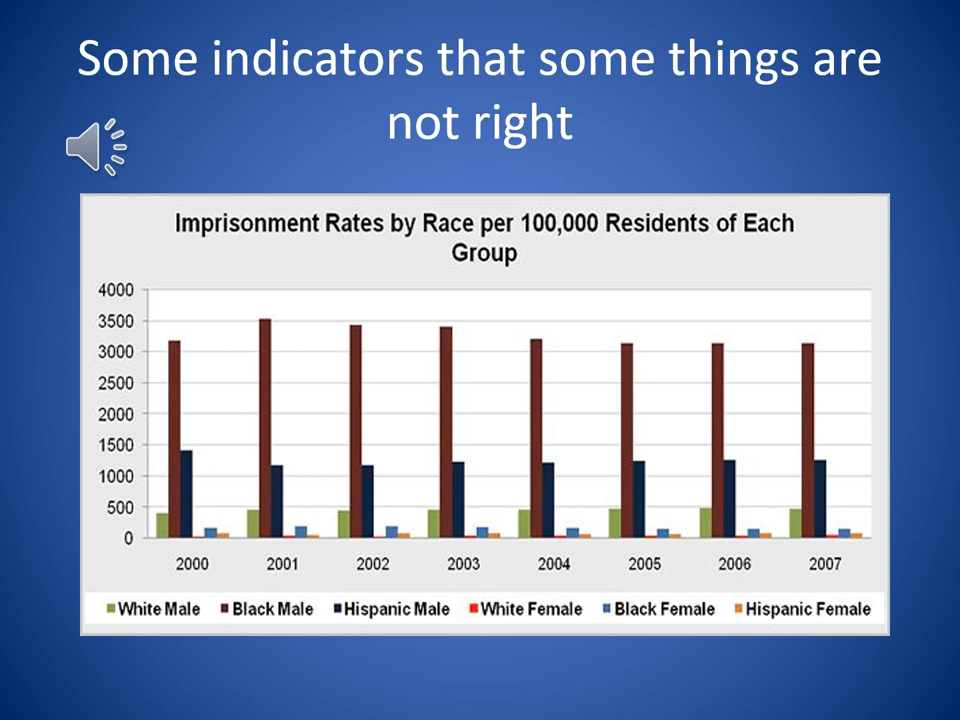 Some indicators that some things are
not right
Imprisonment Rates by Race per 100,000 Residents of Each
Group
4000
3500
3000
2500
2000
1500
1000
500
0
2000 2001 2002 2003 2004 2005 2006 2007
White Male Black Male Hispanic Male White Female Black Female Hispanic Female